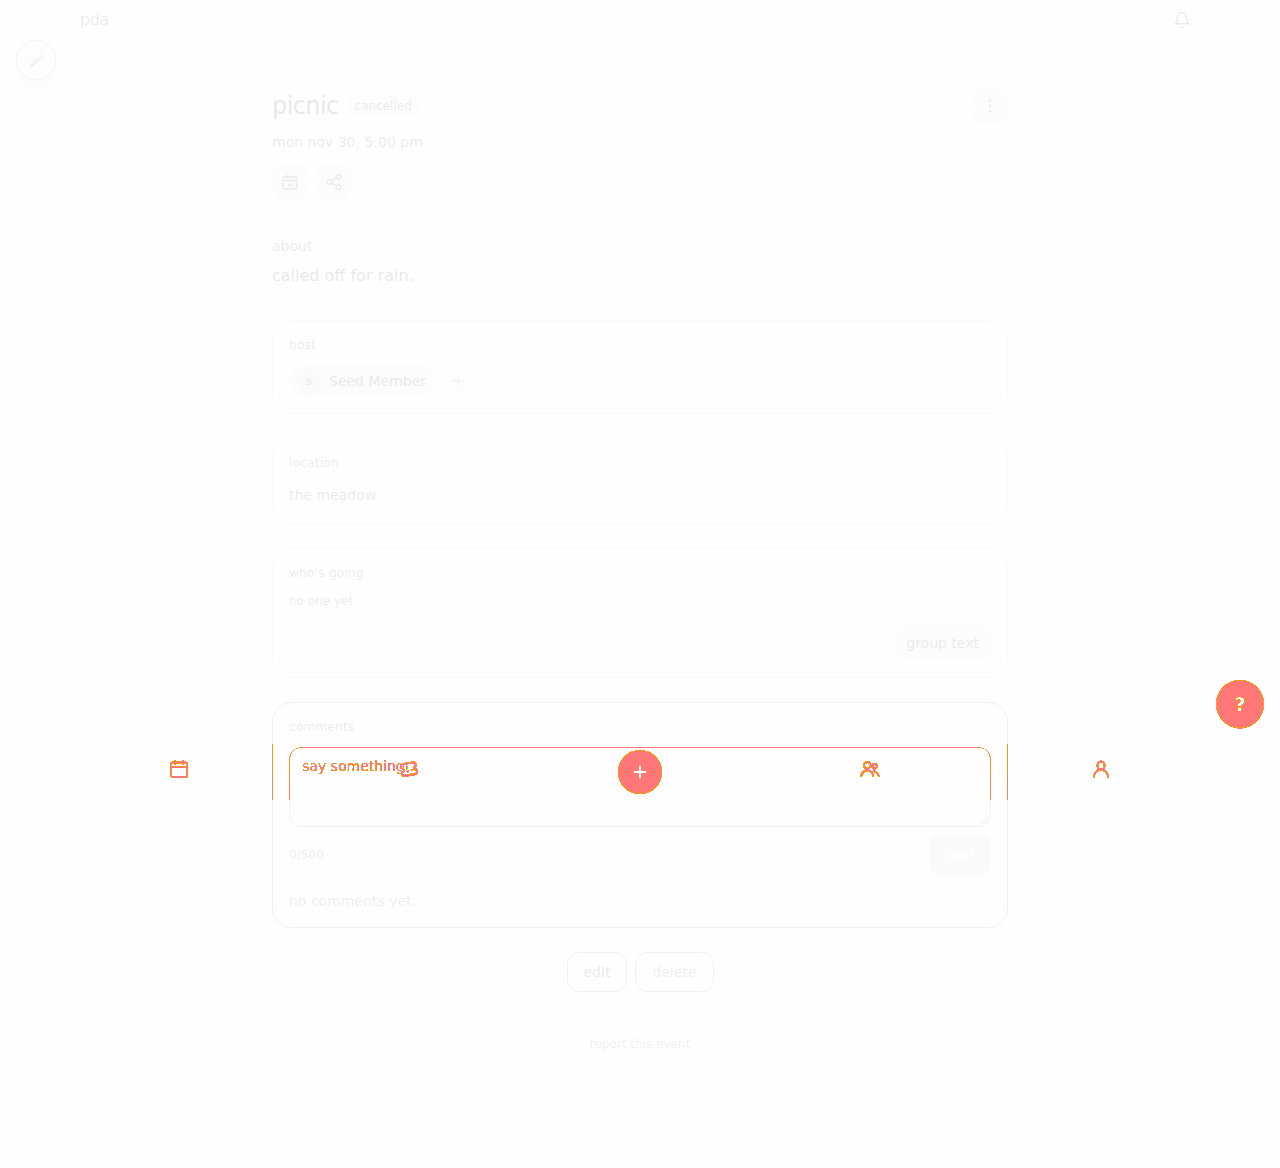 pda
picnic cancelled
mon nov 30, 5:00 pm
about
called off for rain.
host
S Seed Member +
location
the meadow
who's going
no one yet
group text
?
comments
say something…
+
0/500 post
no comments yet.
edit delete
report this event